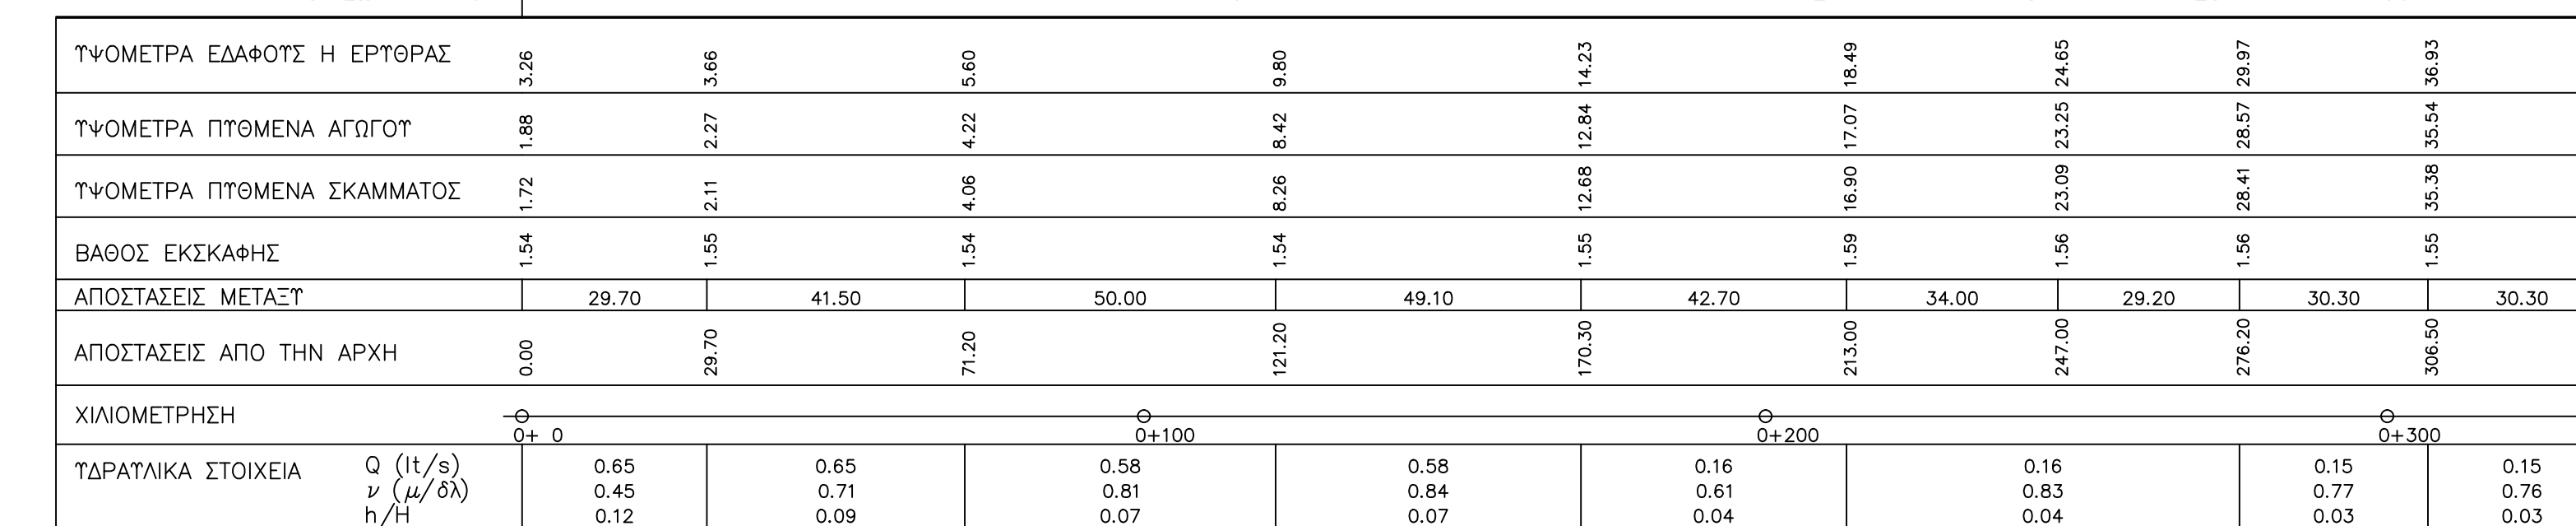 ΥΨΟΜΕΤΡΑ ΕΔΑΦΟΥΣ Η ΕΡΥΘΡΑΣ 3.26 3.66 5.60 9.80 14.23 18.49 24.65 29.97 36.93
ΥΨΟΜΕΤΡΑ ΠΥΘΜΕΝΑ ΑΓΩΓΟΥ 1.88 2.27 4.22 8.42 12.84 17.07 23.25 28.57 35.54
ΥΨΟΜΕΤΡΑ ΠΥΘΜΕΝΑ ΣΚΑΜΜΑΤΟΣ 1.72 2.11 4.06 8.26 12.68 16.90 23.09 28.41 35.38
ΒΑΘΟΣ ΕΚΣΚΑΦΗΣ 1.54 1.55 1.54 1.54 1.55 1.59 1.56 1.56 1.55
ΑΠΟΣΤΑΣΕΙΣ ΜΕΤΑΞΥ 29.70 41.50 50.00 49.10 42.70 34.00 29.20 30.30 30.30
ΑΠΟΣΤΑΣΕΙΣ ΑΠΟ ΤΗΝ ΑΡΧΗ 0.00 29.70 71.20 121.20 170.30 213.00 247.00 276.20 306.50
ΧΙΛΙΟΜΕΤΡΗΣΗ
0+ 0 0+100 0+200 0+300
ΥΔΡΑΥΛΙΚΑ ΣΤΟΙΧΕΙΑ Q (lt/s) 0.65 0.65 0.58 0.58 0.16 0.16 0.15 0.15
ν (μ/δλ) 0.45 0.71 0.81 0.84 0.61 0.83 0.77 0.76
h/H 0.12 0.09 0.07 0.07 0.04 0.04 0.03 0.03